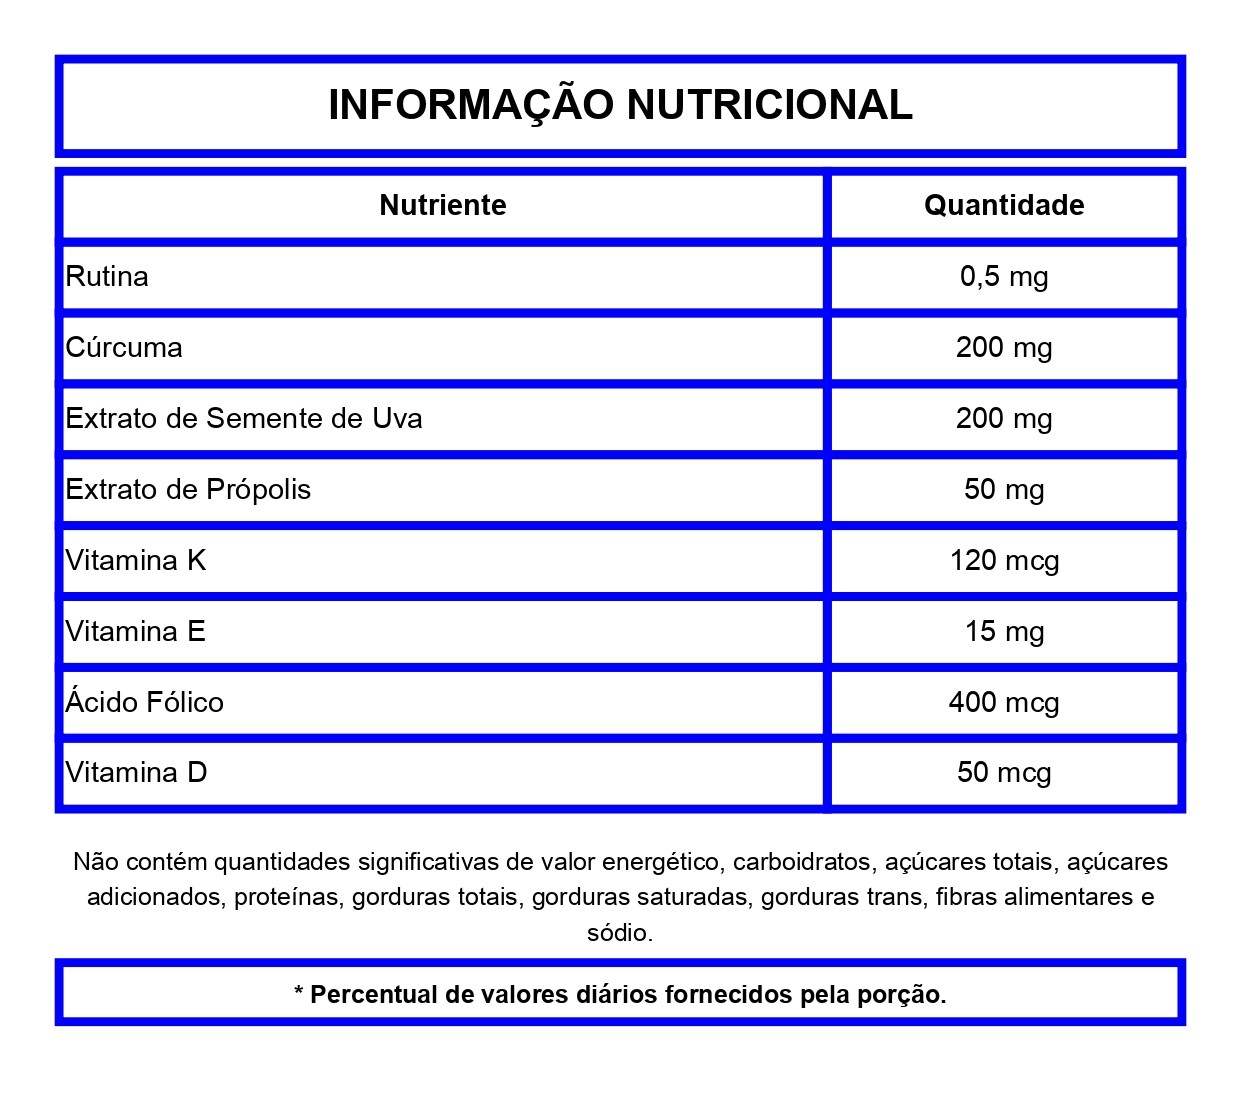 INFORMAÇÃO NUTRICIONAL
Nutriente Quantidade
Rutina 0,5 mg
Cúrcuma 200 mg
Extrato de Semente de Uva 200 mg
Extrato de Própolis 50 mg
Vitamina K 120 mcg
Vitamina E 15 mg
Ácido Fólico 400 mcg
Vitamina D 50 mcg
Não contém quantidades significativas de valor energético, carboidratos, açúcares totais, açúcares
adicionados, proteínas, gorduras totais, gorduras saturadas, gorduras trans, fibras alimentares e
sódio.
* Percentual de valores diários fornecidos pela porção.